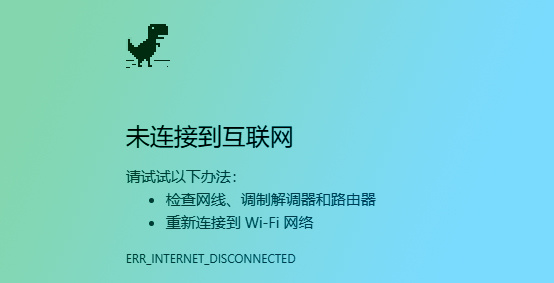 未连接到互联网
请试试以下办法：
• 检查网线、调制解调器和路由器
• 重新连接到 Wi-Fi 网络
ERR_INTERNET_DISCONNECTED